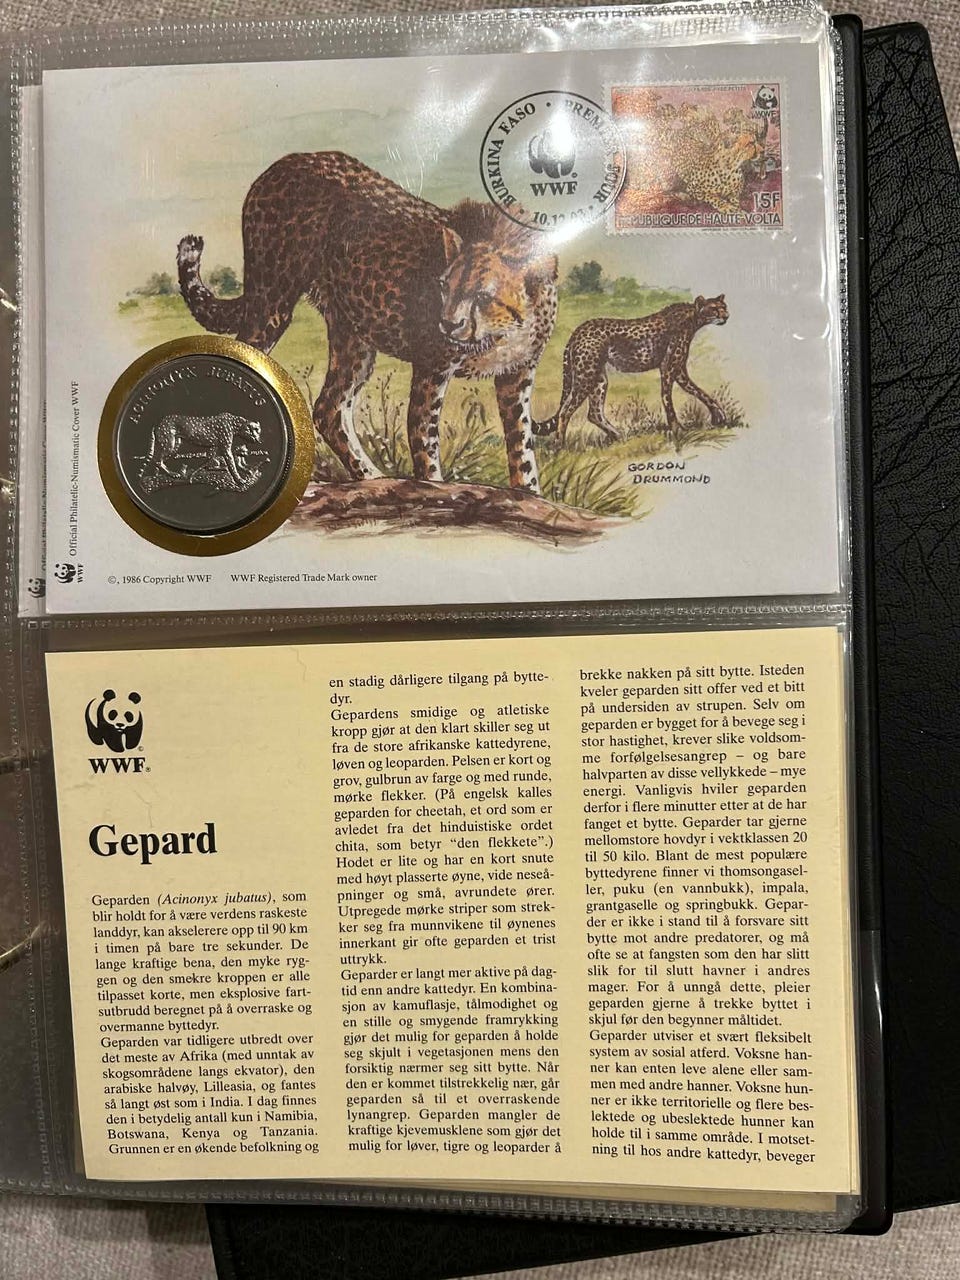 BURKINA FASO • PREMIER JOUR •
WWF
WWF
15F
REPUBLIQUE DE HAUTE-VOLTA
ACINONYX JUBATUS
GORDON
DRUMMOND
Official Philatelic-Numismatic Cover WWF
WWF
©, 1986 Copyright WWF WWF Registered Trade Mark owner
WWF®
Gepard
Geparden (Acinonyx jubatus), som
blir holdt for å være verdens raskeste
landdyr, kan akselerere opp til 90 km
i timen på bare tre sekunder. De
lange kraftige bena, den myke ryg-
gen og den smekre kroppen er alle
tilpasset korte, men eksplosive fart-
sutbrudd beregnet på å overraske og
overmanne byttedyr.
Geparden var tidligere utbredt over
det meste av Afrika (med unntak av
skogsområdene langs ekvator), den
arabiske halvøy, Lilleasia, og fantes
så langt øst som i India. I dag finnes
den i betydelig antall kun i Namibia,
Botswana, Kenya og Tanzania.
Grunnen er en økende befolkning og
en stadig dårligere tilgang på bytte-
dyr.
Gepardens smidige og atletiske
kropp gjør at den klart skiller seg ut
fra de store afrikanske kattedyrene,
løven og leoparden. Pelsen er kort og
grov, gulbrun av farge og med runde,
mørke flekker. (På engelsk kalles
geparden for cheetah, et ord som er
avledet fra det hinduistiske ordet
chita, som betyr “den flekkete”.)
Hodet er lite og har en kort snute
med høyt plasserte øyne, vide neseå-
pninger og små, avrundete ører.
Utpregede mørke striper som strek-
ker seg fra munnvikene til øynenes
innerkant gir ofte geparden et trist
uttrykk.
Geparder er langt mer aktive på dag-
tid enn andre kattedyr. En kombina-
sjon av kamuflasje, tålmodighet og
en stille og smygende framrykking
gjør det mulig for geparden å holde
seg skjult i vegetasjonen mens den
forsiktig nærmer seg sitt bytte. Når
den er kommet tilstrekkelig nær, går
geparden så til et overraskende
lynangrep. Geparden mangler de
kraftige kjevemusklene som gjør det
mulig for løver, tigre og leoparder å
brekke nakken på sitt bytte. Isteden
kveler geparden sitt offer ved et bitt
på undersiden av strupen. Selv om
geparden er bygget for å bevege seg i
stor hastighet, krever slike voldsom-
me forfølgelsesangrep – og bare
halvparten av disse vellykkede – mye
energi. Vanligvis hviler geparden
derfor i flere minutter etter at de har
fanget et bytte. Geparder tar gjerne
mellomstore hovdyr i vektklassen 20
til 50 kilo. Blant de mest populære
byttedyrene finner vi thomsongasel-
ler, puku (en vannbukk), impala,
grantgaselle og springbukk. Gepar-
der er ikke i stand til å forsvare sitt
bytte mot andre predatorer, og må
ofte se at fangsten som den har slitt
slik for til slutt havner i andres
mager. For å unngå dette, pleier
geparden gjerne å trekke byttet i
skjul før den begynner måltidet.
Geparder utviser et svært fleksibelt
system av sosial atferd. Voksne han-
ner kan enten leve alene eller sam-
men med andre hanner. Voksne hun-
ner er ikke territorielle og flere bes-
lektede og ubeslektede hunner kan
holde til i samme område. I motset-
ning til hos andre kattedyr, beveger